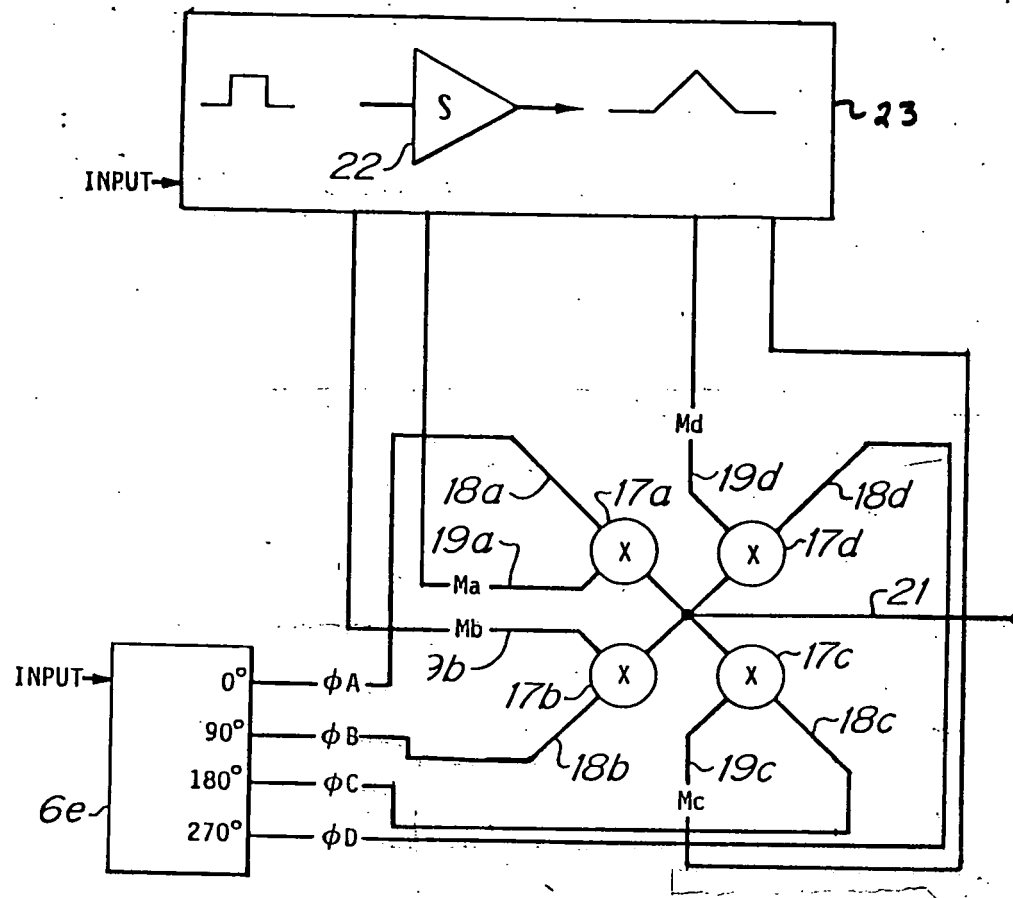 S
22
23
INPUT
Md
18a
17a
19d
18d
19a
X
X
17d
Ma
21
Mb
9b
17b
X
X
17c
INPUT
0° ϕA
90° ϕB
18b
18c
19c
180° ϕC
6e
Mc
270° ϕD